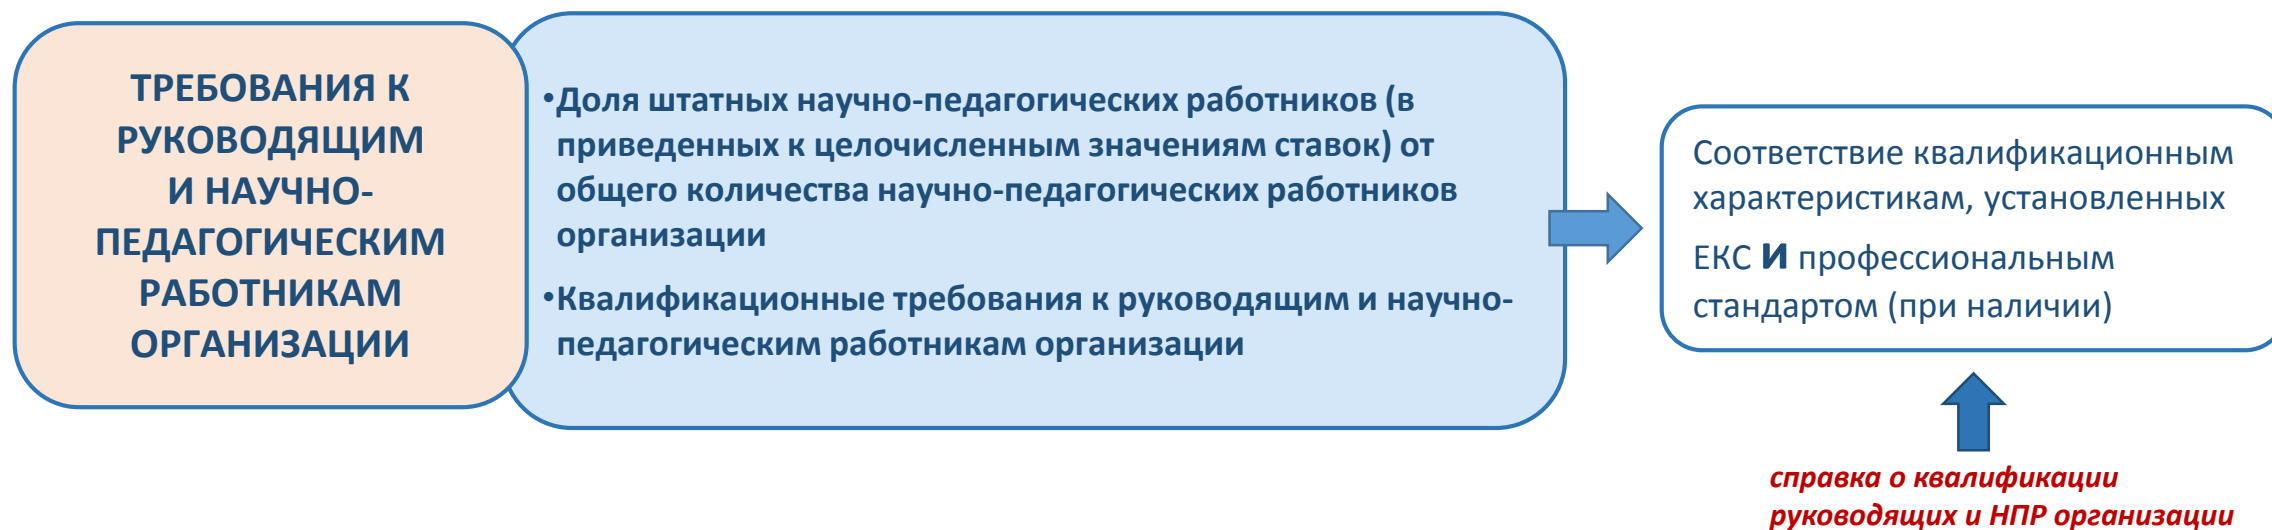 ТРЕБОВАНИЯ К
РУКОВОДЯЩИМ
И НАУЧНО-
ПЕДАГОГИЧЕСКИМ
РАБОТНИКАМ
ОРГАНИЗАЦИИ
•Доля штатных научно-педагогических работников (в
приведенных к целочисленным значениям ставок) от
общего количества научно-педагогических работников
организации
•Квалификационные требования к руководящим и научно-
педагогическим работникам организации
Соответствие квалификационным
характеристикам, установленных
ЕКС И профессиональным
стандартом (при наличии)
справка о квалификации
руководящих и НПР организации